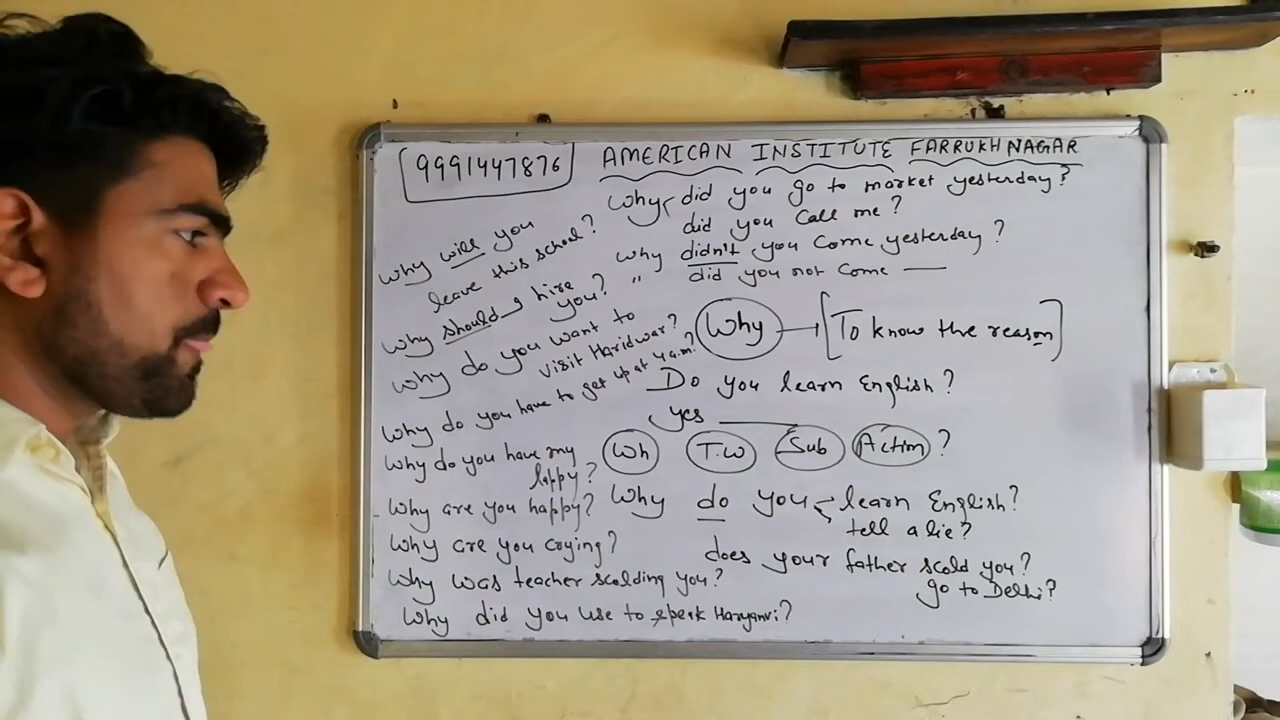 9991447876
AMERICAN INSTITUTE FARRUKHNAGAR
Why did you go to market yesterday?
did you call me?
Why didn't you come yesterday?
" did you not come —
Why → [To know the reason]
Do you learn English?
Yes ______
Wh T.W Sub Action ?
Why do you learn English?
tell a lie?
does your father scold you?
go to Delhi?
Why will you
leave this school?
Why should I hire
you?
Why do you want to
visit Haridwar?
Why do you have to get up at 4 a.m.?
Why do you have my
lappy?
Why are you happy?
Why are you crying?
Why was teacher scolding you?
Why did you use to speak Haryanvi?